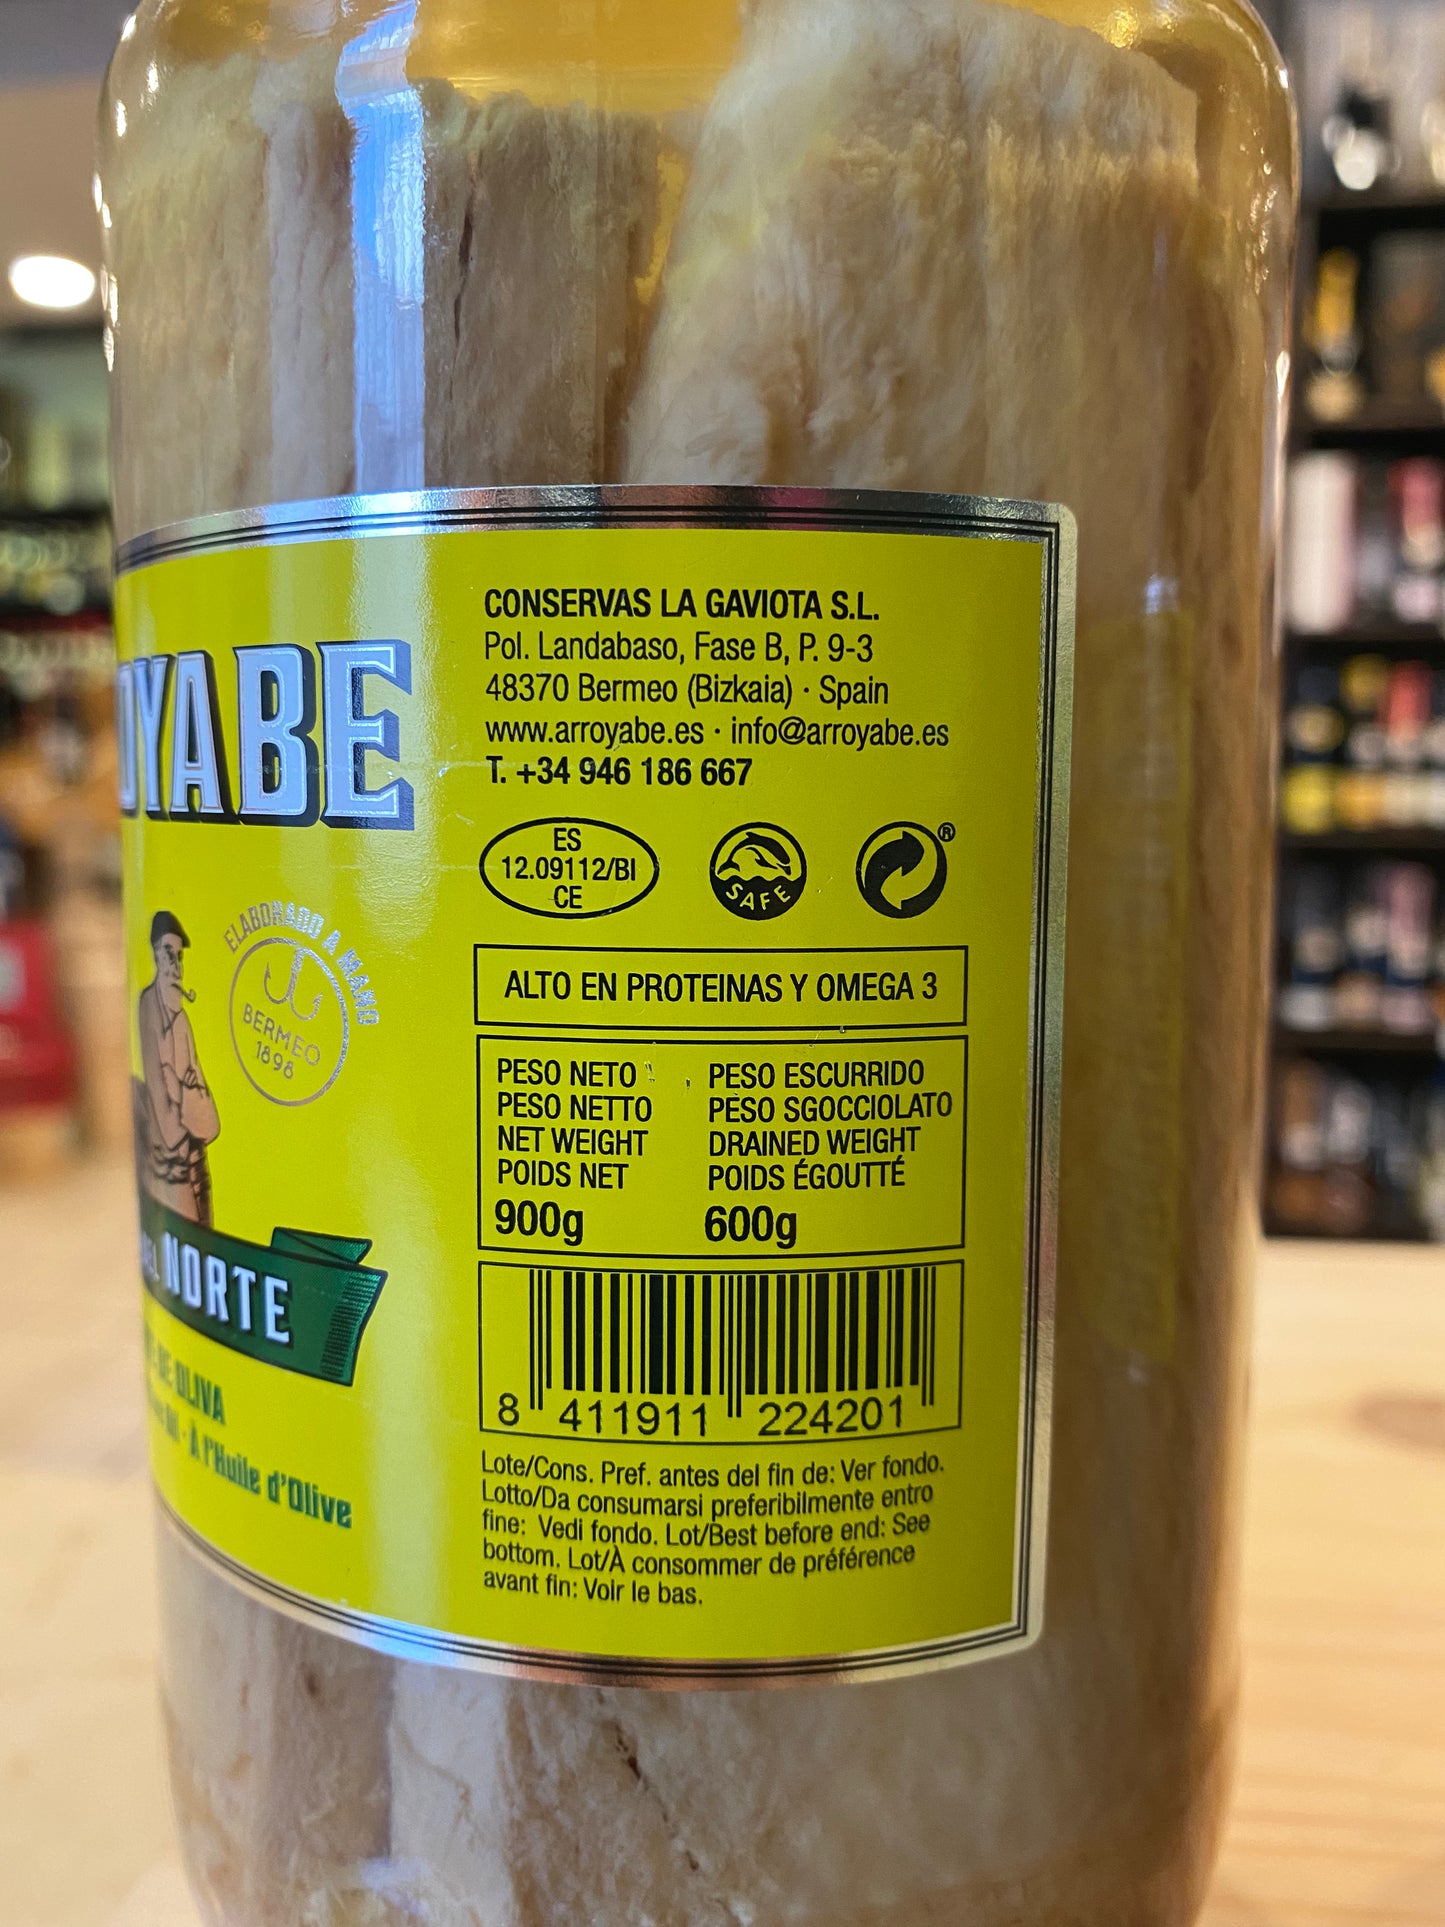 OYABE
ELABORADO A MANO
BERMEO
1898
DEL NORTE
DE OLIVA
Oil · À l'Huile d'Olive
CONSERVAS LA GAVIOTA S.L.
Pol. Landabaso, Fase B, P. 9-3
48370 Bermeo (Bizkaia) · Spain
www.arroyabe.es · info@arroyabe.es
T. +34 946 186 667
ES
12.09112/BI
CE
SAFE
®
ALTO EN PROTEINAS Y OMEGA 3
PESO NETO
PESO NETTO
NET WEIGHT
POIDS NET
900g
PESO ESCURRIDO
PESO SGOCCIOLATO
DRAINED WEIGHT
POIDS ÉGOUTTÉ
600g
8 411911 224201
Lote/Cons. Pref. antes del fin de: Ver fondo.
Lotto/Da consumarsi preferibilmente entro
fine: Vedi fondo. Lot/Best before end: See
bottom. Lot/À consommer de préférence
avant fin: Voir le bas.